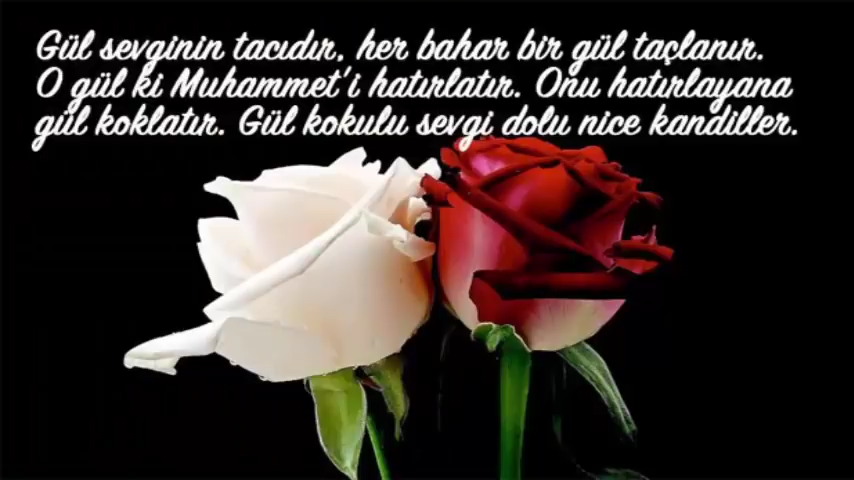 Gül sevginin tacıdır, her bahar bir gül taçlanır.
O gül ki Muhammet'i hatırlatır. Onu hatırlayana
gül koklatır. Gül kokulu sevgi dolu nice kandiller.